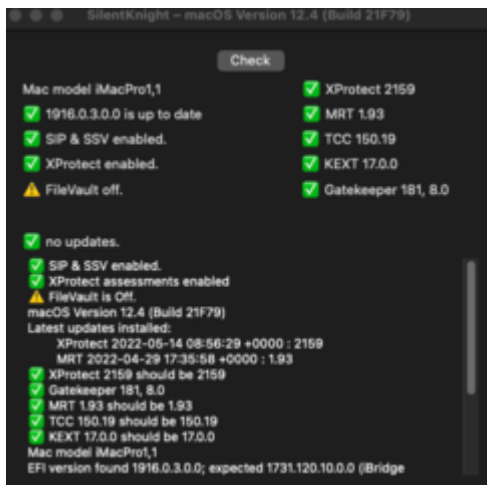 SilentKnight – macOS Version 12.4 (Build 21F79)
Check
Mac model iMacPro1,1
1916.0.3.0.0 is up to date
SIP & SSV enabled.
XProtect enabled.
FileVault off.
XProtect 2159
MRT 1.93
TCC 150.19
KEXT 17.0.0
Gatekeeper 181, 8.0
no updates.
SIP & SSV enabled.
XProtect assessments enabled
FileVault is Off.
macOS Version 12.4 (Build 21F79)
Latest updates installed:
XProtect 2022-05-14 08:56:29 +0000 : 2159
MRT 2022-04-29 17:35:58 +0000 : 1.93
XProtect 2159 should be 2159
Gatekeeper 181, 8.0
MRT 1.93 should be 1.93
TCC 150.19 should be 150.19
KEXT 17.0.0 should be 17.0.0
Mac model iMacPro1,1
EFI version found 1916.0.3.0.0; expected 1731.120.10.0.0 (iBridge